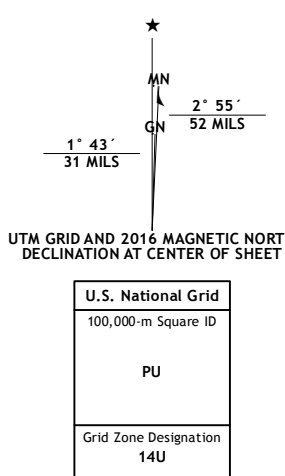 ★
MN
2° 55´
52 MILS
GN
1° 43´
31 MILS
UTM GRID AND 2016 MAGNETIC NORT
DECLINATION AT CENTER OF SHEET
U.S. National Grid
100,000-m Square ID
PU
Grid Zone Designation
14U